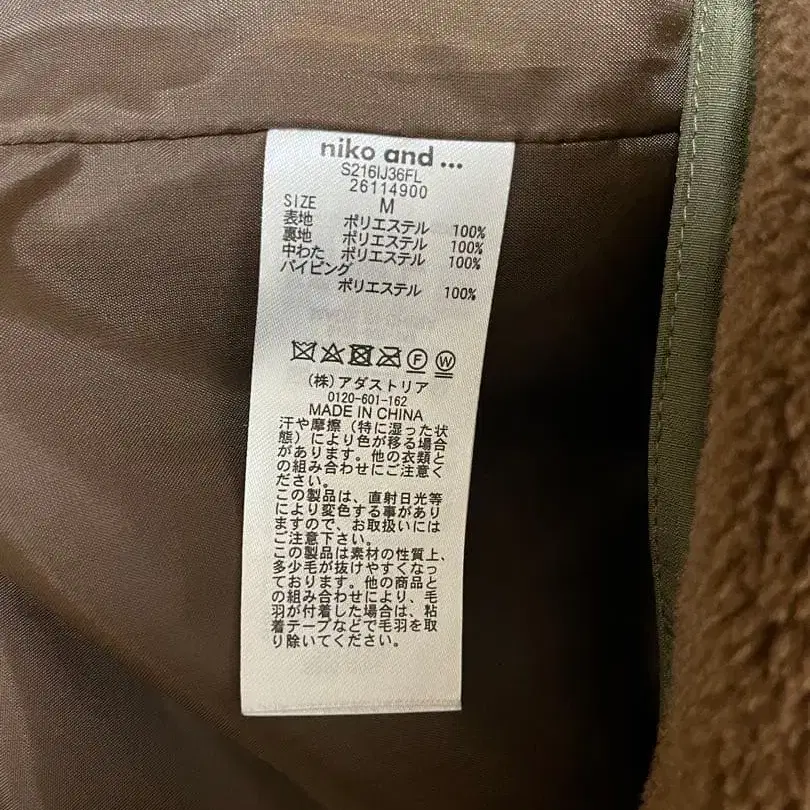 niko and ...
S216IJ36FL
26114900
SIZE M
表地 ポリエステル 100%
裏地 ポリエステル 100%
中わた ポリエステル 100%
パイピング
ポリエステル 100%
F W
(株)アダストリア
0120-601-162
MADE IN CHINA
汗や摩擦(特に湿った状
態)により色が移る場合
があります。他の衣類と
の組み合わせにご注意く
ださい。
この製品は、直射日光等
により変色する事があり
ますので、お取扱いには
ご注意下さい。
この製品は素材の性質上、
多少毛が抜けやすくなっ
ております。他の商品と
の組み合わせにより、毛
羽が付着した場合は、粘
着テープなどで毛羽を取
り除いてください。